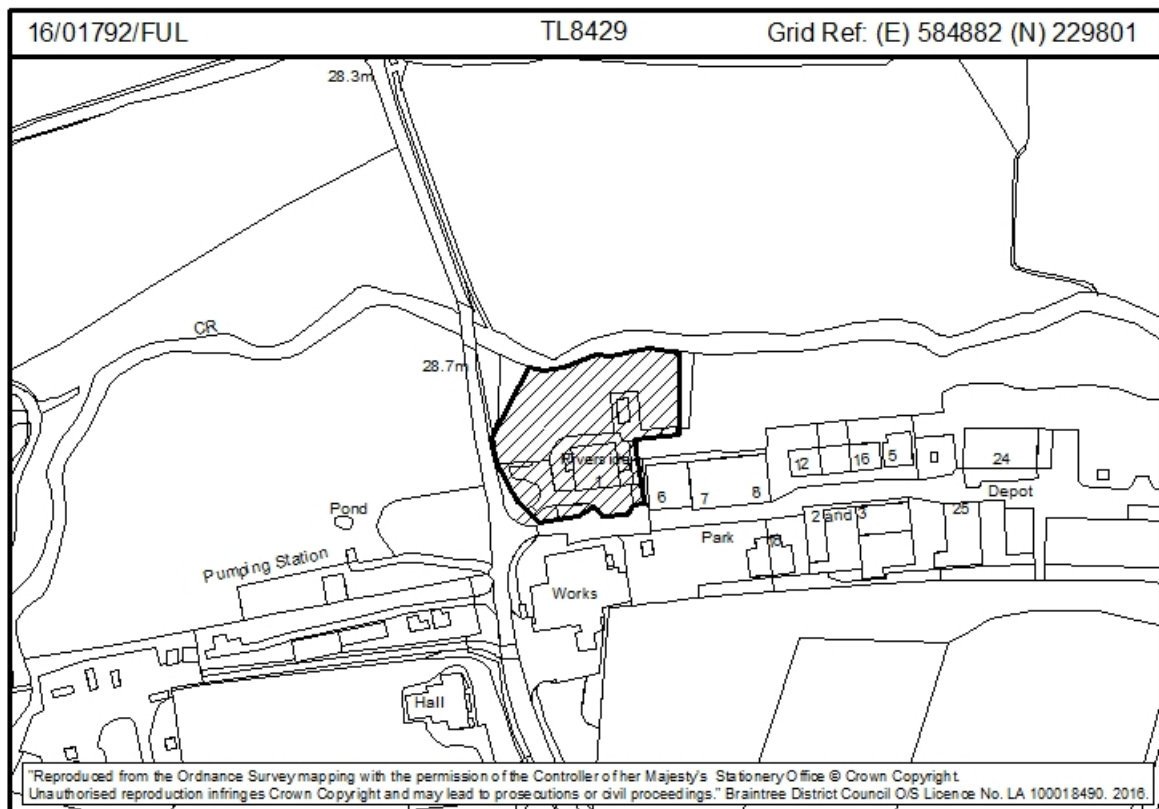 16/01792/FUL TL8429 Grid Ref: (E) 584882 (N) 229801
28.3m
CR
28.7m
12 16 5 24
Riverside
1 6 7 8 Depot
Pond 2 and 3 25
Park 18
Pumping Station
Works
Hall
"Reproduced from the Ordnance Survey mapping with the permission of the Controller of her Majesty's Stationery Office © Crown Copyright.
Unauthorised reproduction infringes Crown Copyright and may lead to prosecutions or civil proceedings." Braintree District Council O/S Licence No. LA 100018490. 2016.